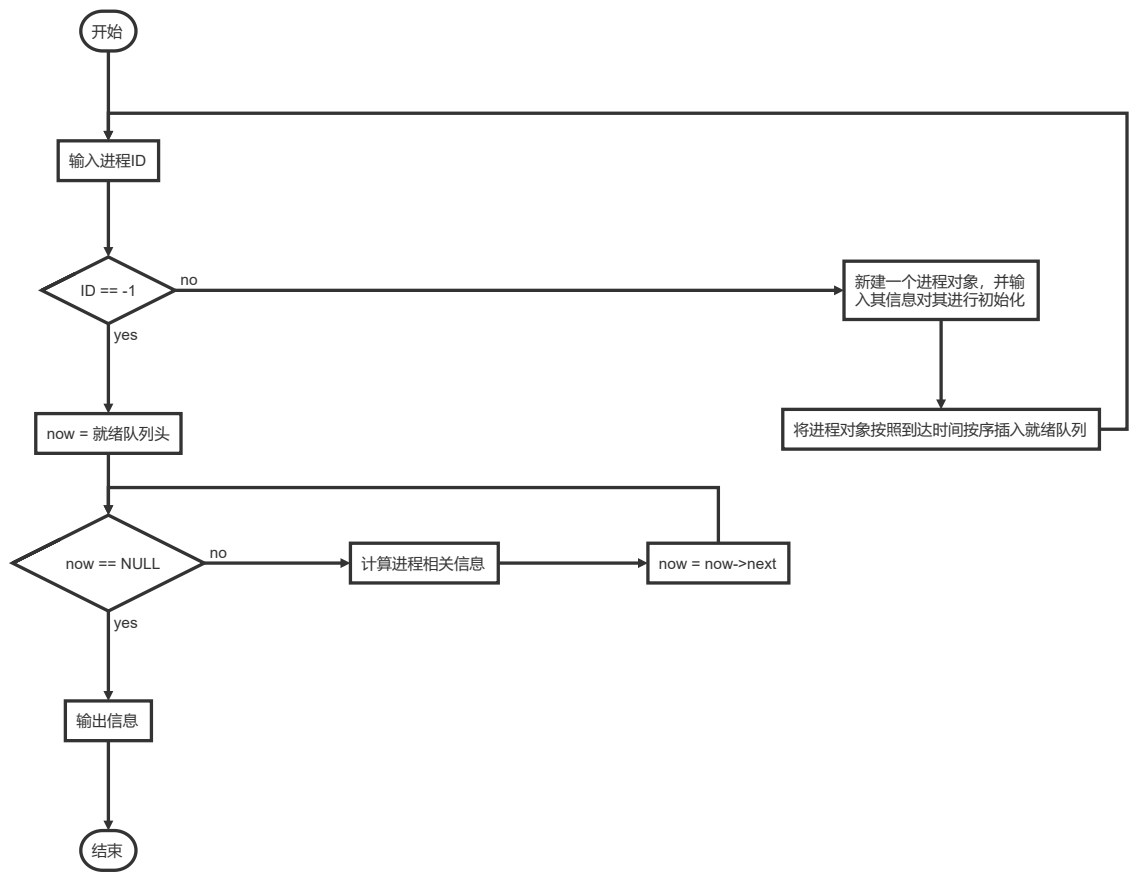 开始
输入进程ID
ID == -1
no
新建一个进程对象，并输
入其信息对其进行初始化
yes
now = 就绪队列头
将进程对象按照到达时间按序插入就绪队列
now == NULL
no
计算进程相关信息
now = now->next
yes
输出信息
结束